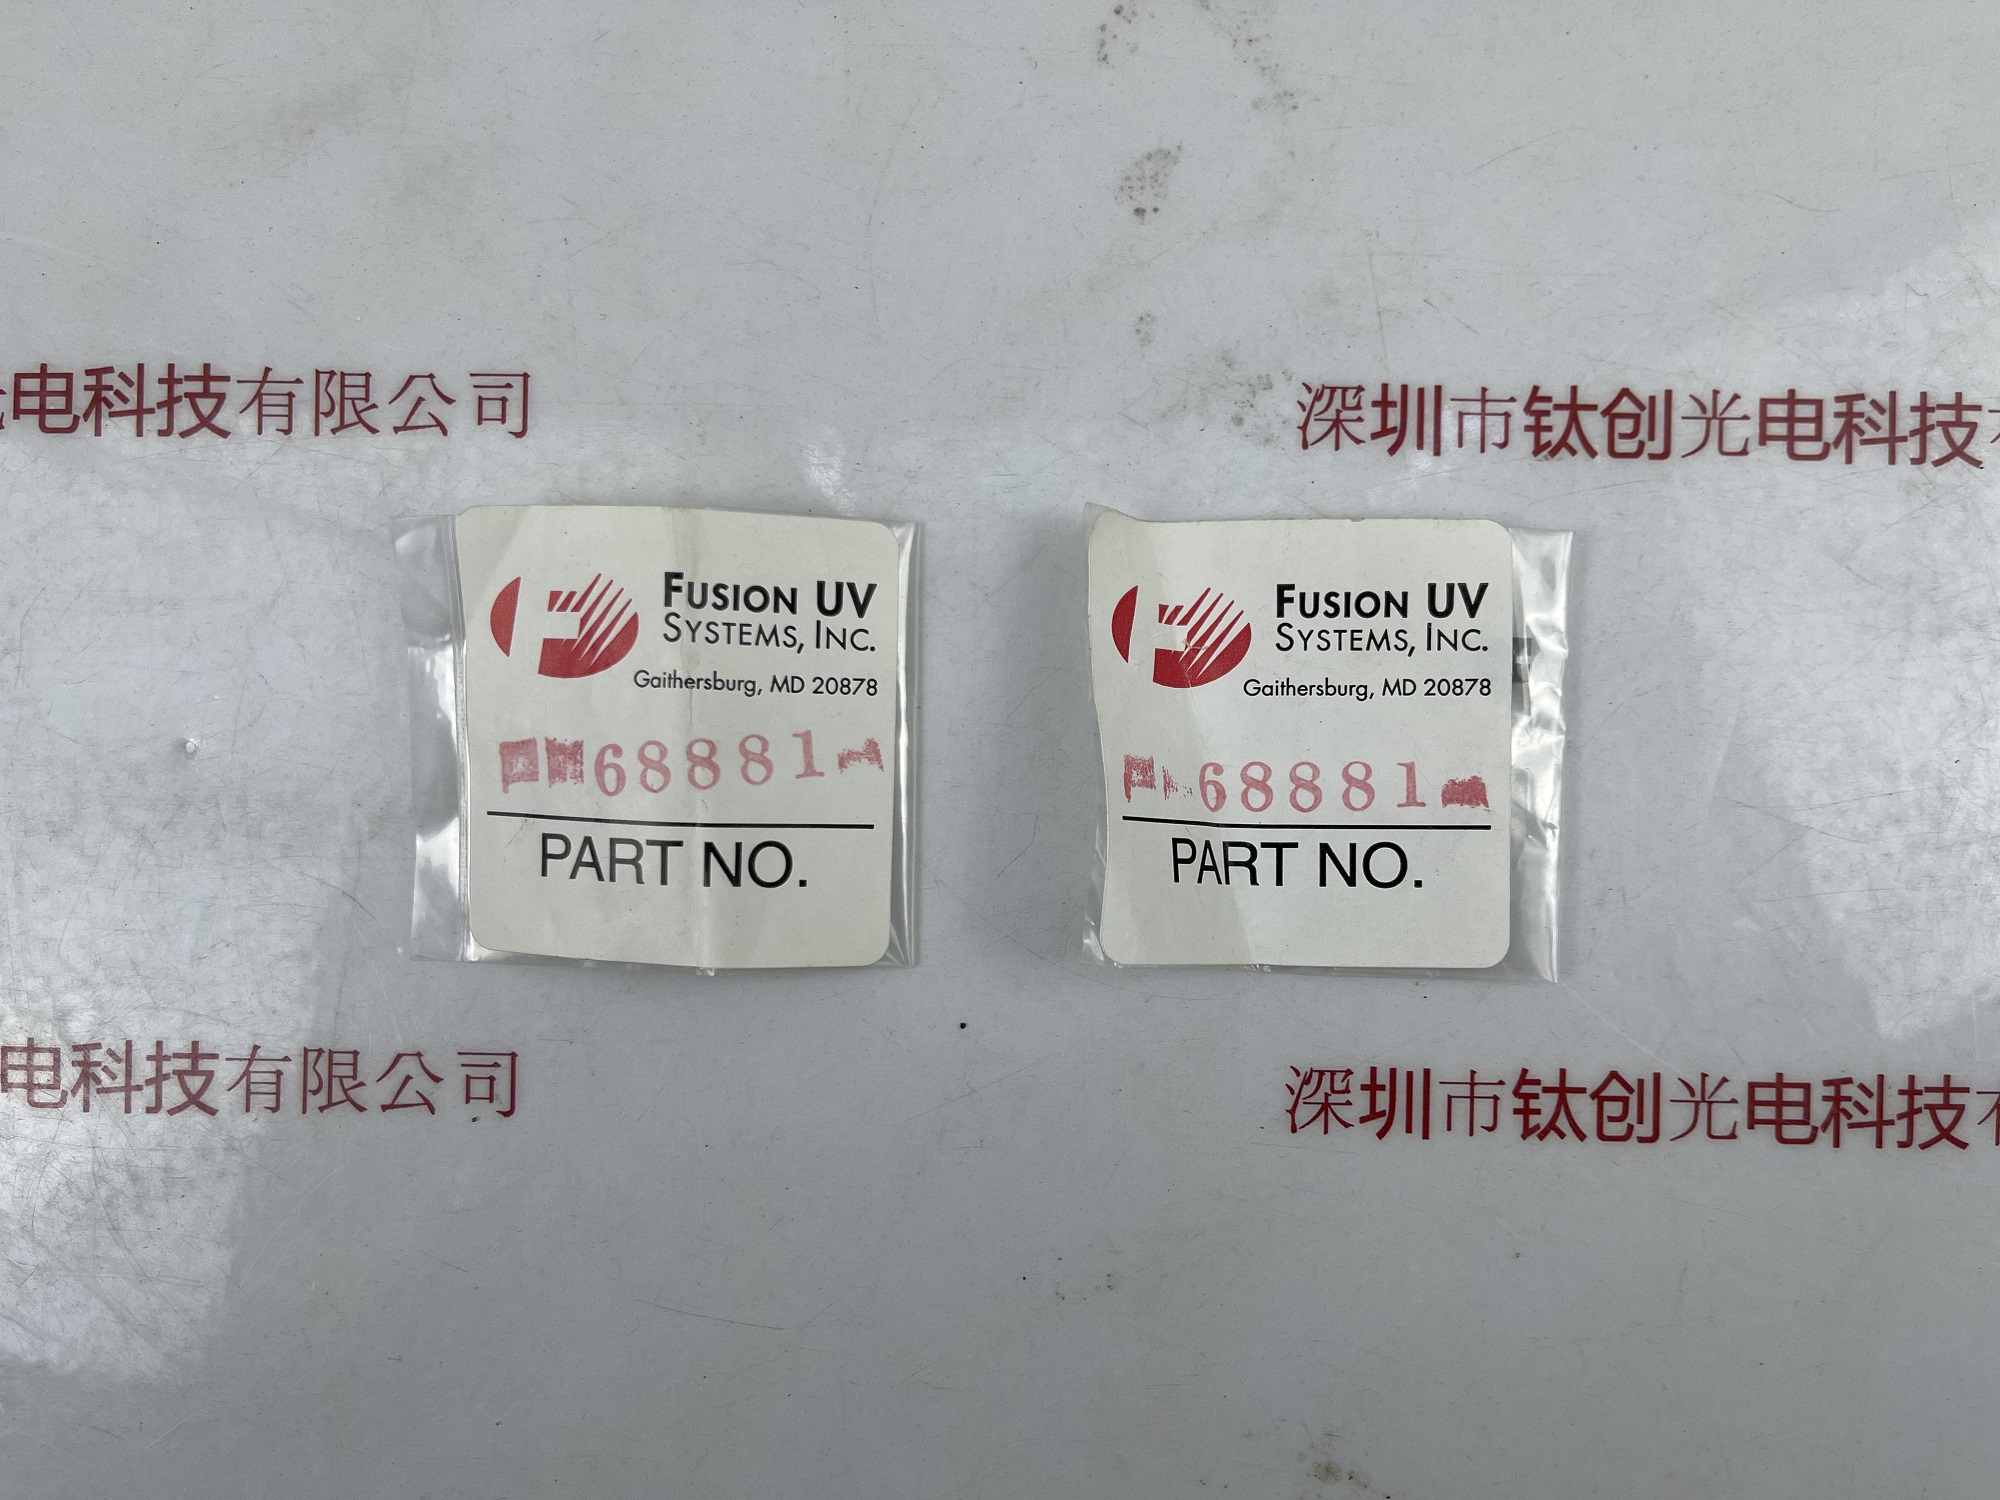 电科技有限公司
深圳市钛创光电科技
FUSION UV
SYSTEMS, INC.
Gaithersburg, MD 20878
68881
PART NO.
FUSION UV
SYSTEMS, INC.
Gaithersburg, MD 20878
68881
PART NO.
电科技有限公司
深圳市钛创光电科技